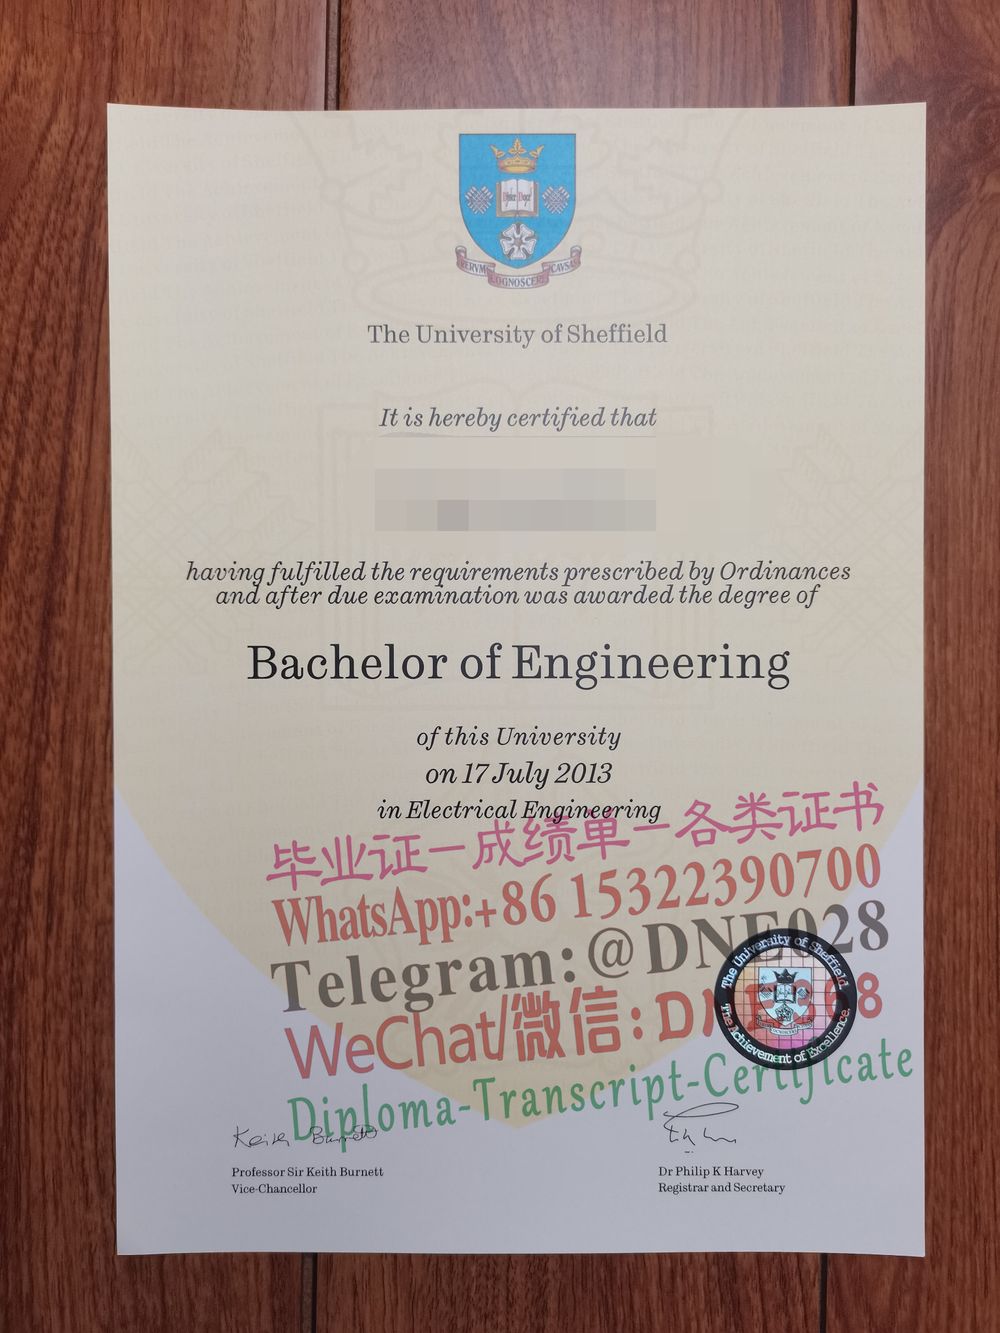 Disce Doce
RERVM COGNOSCERE CAVSAS
The University of Sheffield
It is hereby certified that
having fulfilled the requirements prescribed by Ordinances
and after due examination was awarded the degree of
Bachelor of Engineering
of this University
on 17 July 2013
in Electrical Engineering
毕业证—成绩单—各类证书
WhatsApp:+86 15322390700
Telegram:@DNE028
WeChat/微信:
Diploma-Transcript-Certificate
The University of Sheffield.
The Achievement of Excellence.
Keith Burnett
Professor Sir Keith Burnett
Vice-Chancellor
Dr Philip K Harvey
Registrar and Secretary